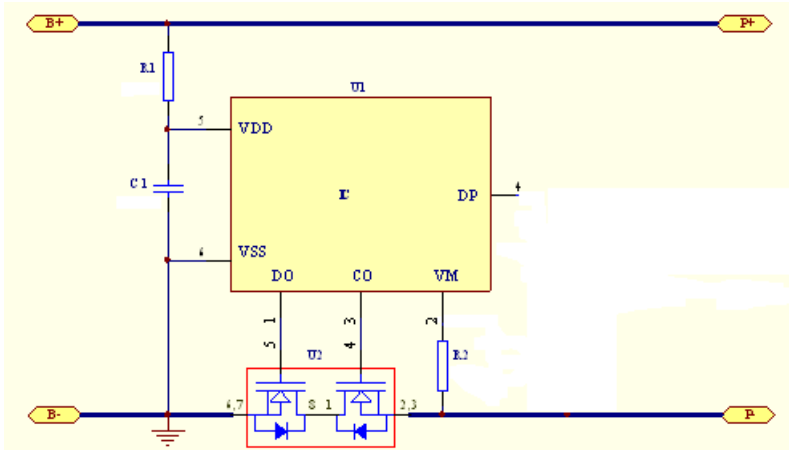 B+ P+
R1
U1
5 VDD
C1
IC
DP 4
6 VSS
DO CO VM
1 3 2
5 4
U2 R2
6,7 8 1 2,3
B- P-